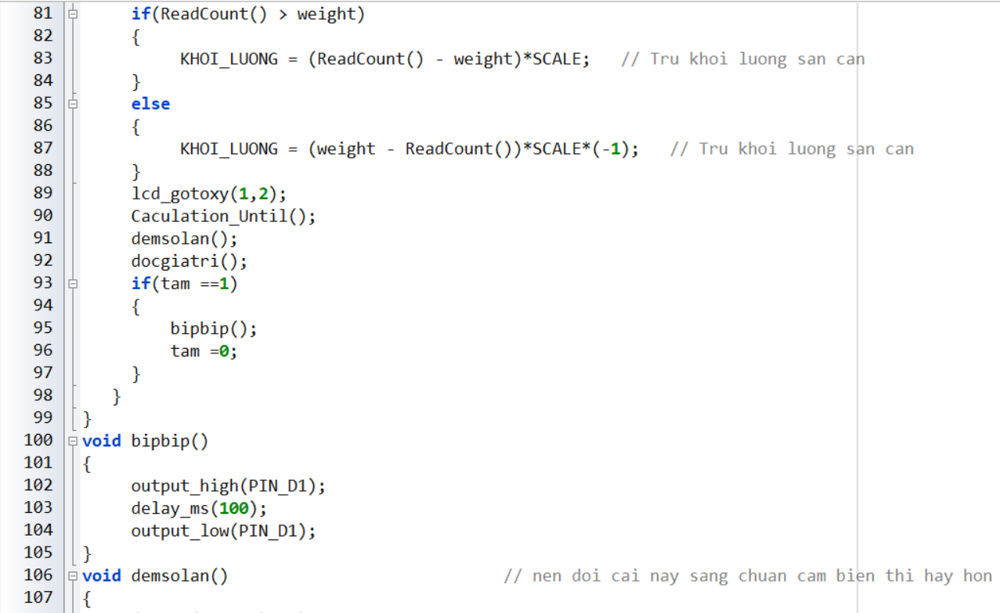 81 if(ReadCount() > weight)
82 {
83 KHOI_LUONG = (ReadCount() - weight)*SCALE; // Tru khoi luong san can
84 }
85 else
86 {
87 KHOI_LUONG = (weight - ReadCount())*SCALE*(-1); // Tru khoi luong san can
88 }
89 lcd_gotoxy(1,2);
90 Caculation_Until();
91 demsolan();
92 docgiatri();
93 if(tam ==1)
94 {
95 bipbip();
96 tam =0;
97 }
98 }
99 }
100 void bipbip()
101 {
102 output_high(PIN_D1);
103 delay_ms(100);
104 output_low(PIN_D1);
105 }
106 void demsolan() // nen doi cai nay sang chuan cam bien thi hay hon
107 {